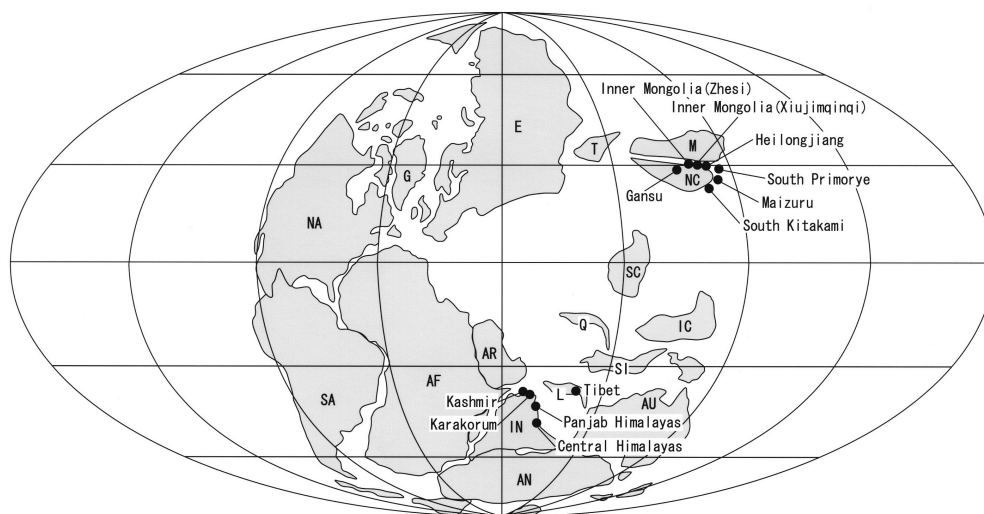 Inner Mongolia(Zhesi)
Inner Mongolia(Xiujimqinqi)
E
T
M
Heilongjiang
G
NC
South Primorye
Gansu
Maizuru
NA
South Kitakami
SC
Q
IC
AR
SI
AF
L
Tibet
SA
Kashmir
AU
Karakorum
IN
Panjab Himalayas
Central Himalayas
AN